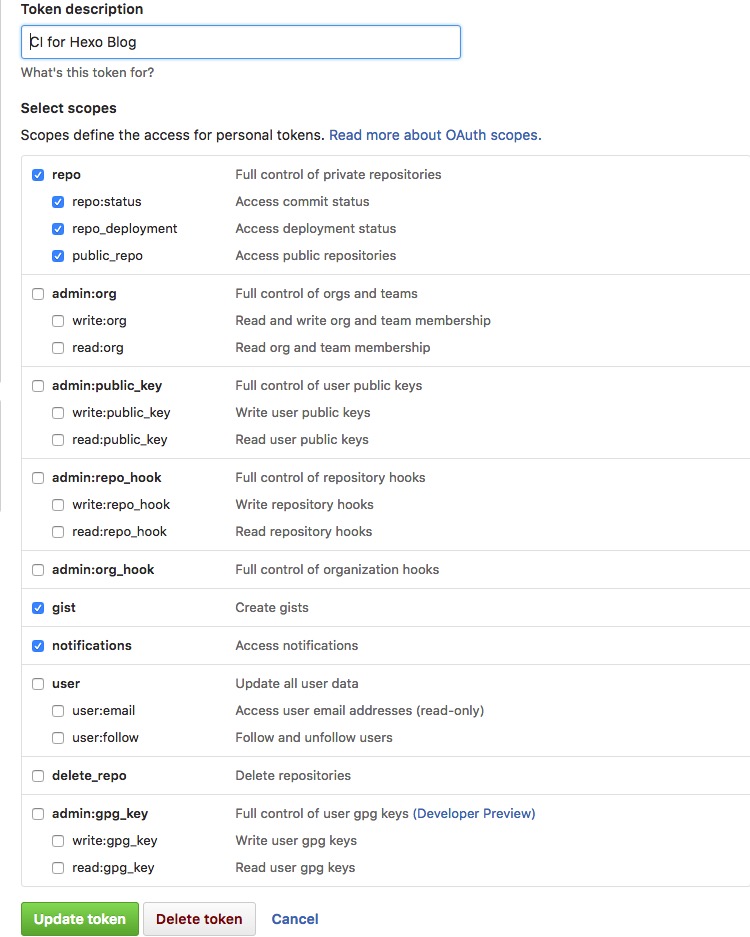 Token description
CI for Hexo Blog
What's this token for?
Select scopes
Scopes define the access for personal tokens. Read more about OAuth scopes.
repo Full control of private repositories
repo:status Access commit status
repo_deployment Access deployment status
public_repo Access public repositories
admin:org Full control of orgs and teams
write:org Read and write org and team membership
read:org Read org and team membership
admin:public_key Full control of user public keys
write:public_key Write user public keys
read:public_key Read user public keys
admin:repo_hook Full control of repository hooks
write:repo_hook Write repository hooks
read:repo_hook Read repository hooks
admin:org_hook Full control of organization hooks
gist Create gists
notifications Access notifications
user Update all user data
user:email Access user email addresses (read-only)
user:follow Follow and unfollow users
delete_repo Delete repositories
admin:gpg_key Full control of user gpg keys (Developer Preview)
write:gpg_key Write user gpg keys
read:gpg_key Read user gpg keys
Update token Delete token Cancel